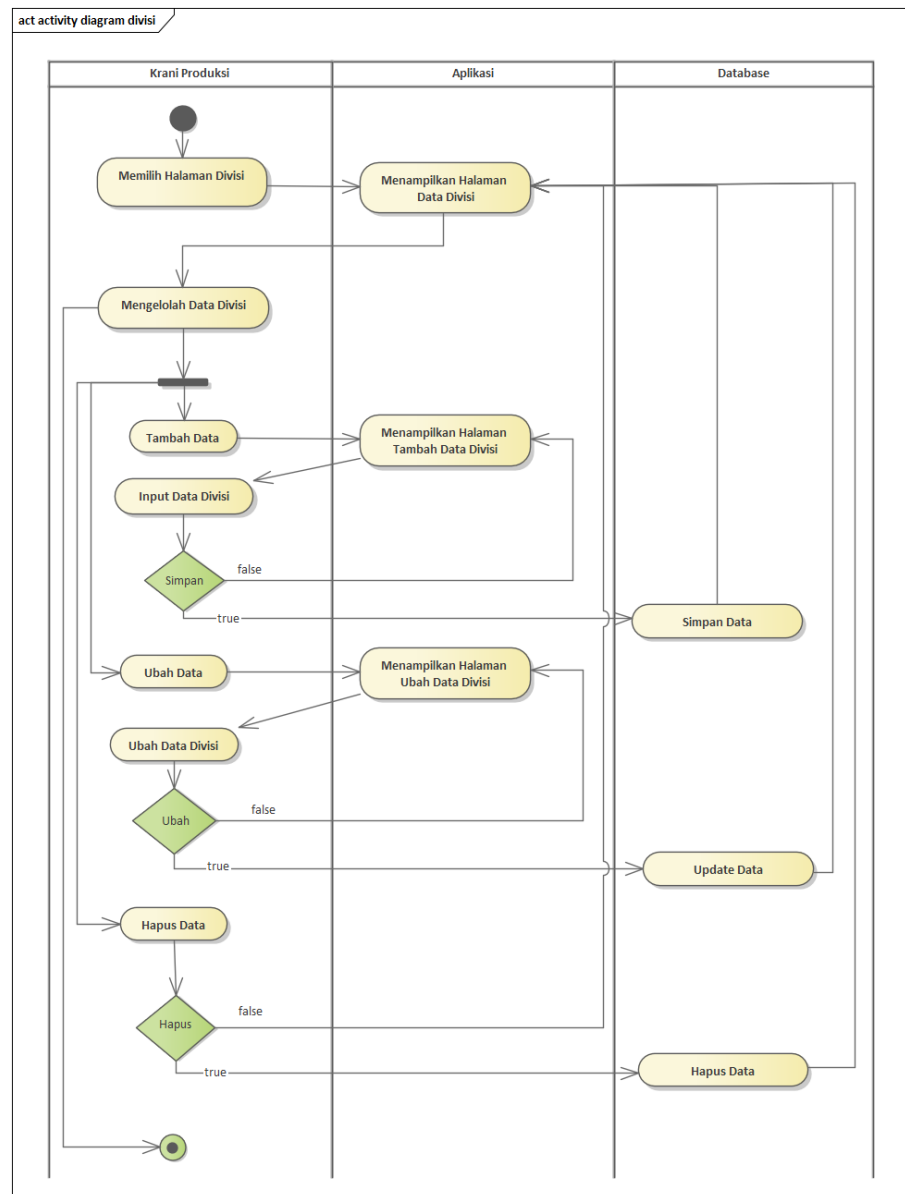 act activity diagram divisi
Krani Produksi
Aplikasi
Database
Memilih Halaman Divisi
Menampilkan Halaman
Data Divisi
Mengelolah Data Divisi
Tambah Data
Menampilkan Halaman
Tambah Data Divisi
Input Data Divisi
Simpan
false
true
Simpan Data
Ubah Data
Menampilkan Halaman
Ubah Data Divisi
Ubah Data Divisi
Ubah
false
true
Update Data
Hapus Data
Hapus
false
true
Hapus Data